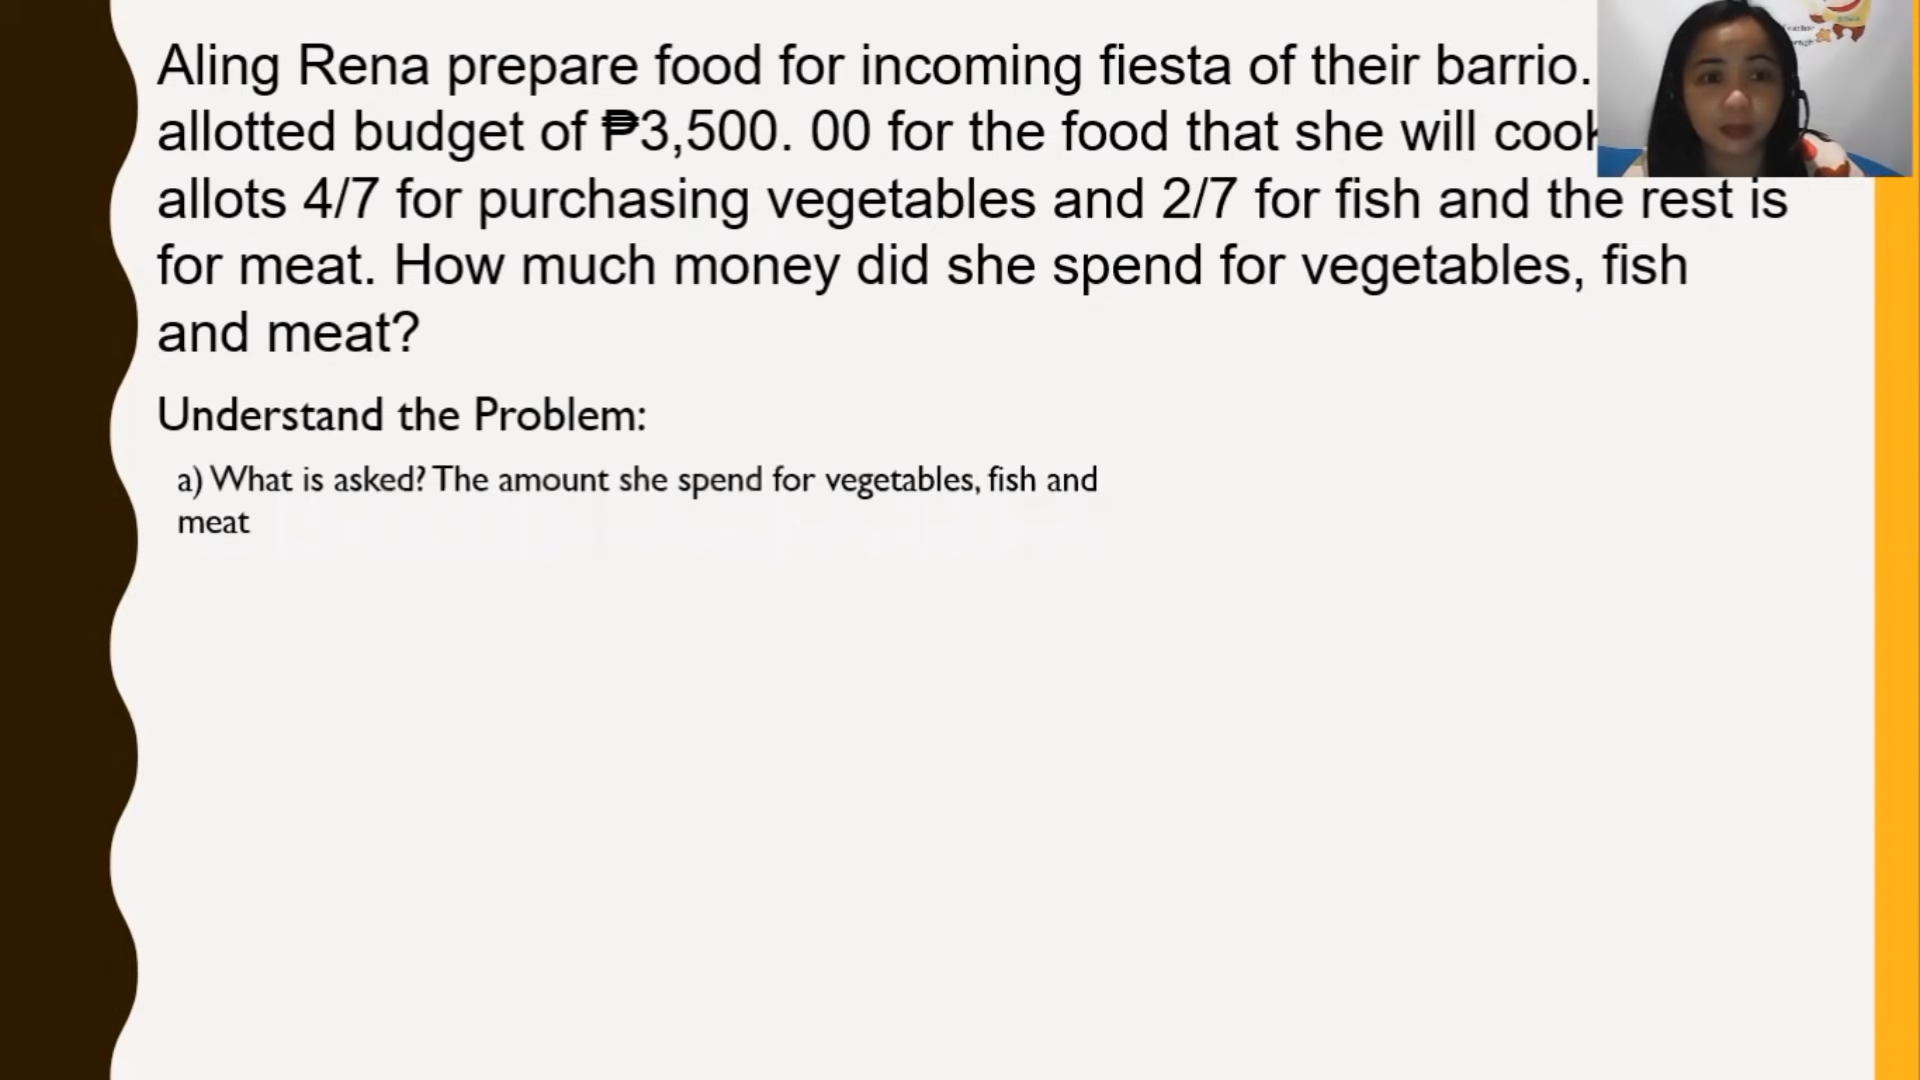 Aling Rena prepare food for incoming fiesta of their barrio.
allotted budget of ₱3,500. 00 for the food that she will cook
allots 4/7 for purchasing vegetables and 2/7 for fish and the rest is
for meat. How much money did she spend for vegetables, fish
and meat?
Understand the Problem:
a) What is asked? The amount she spend for vegetables, fish and
meat